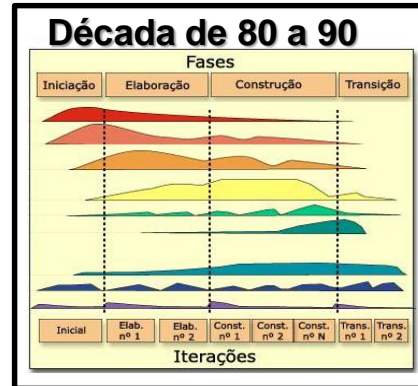 Década de 80 a 90
Fases
Iniciação Elaboração Construção Transição
Inicial Elab. nº 1 Elab. nº 2 Const. nº 1 Const. nº 2 Const. nº N Trans. nº 1 Trans. nº 2
Iterações